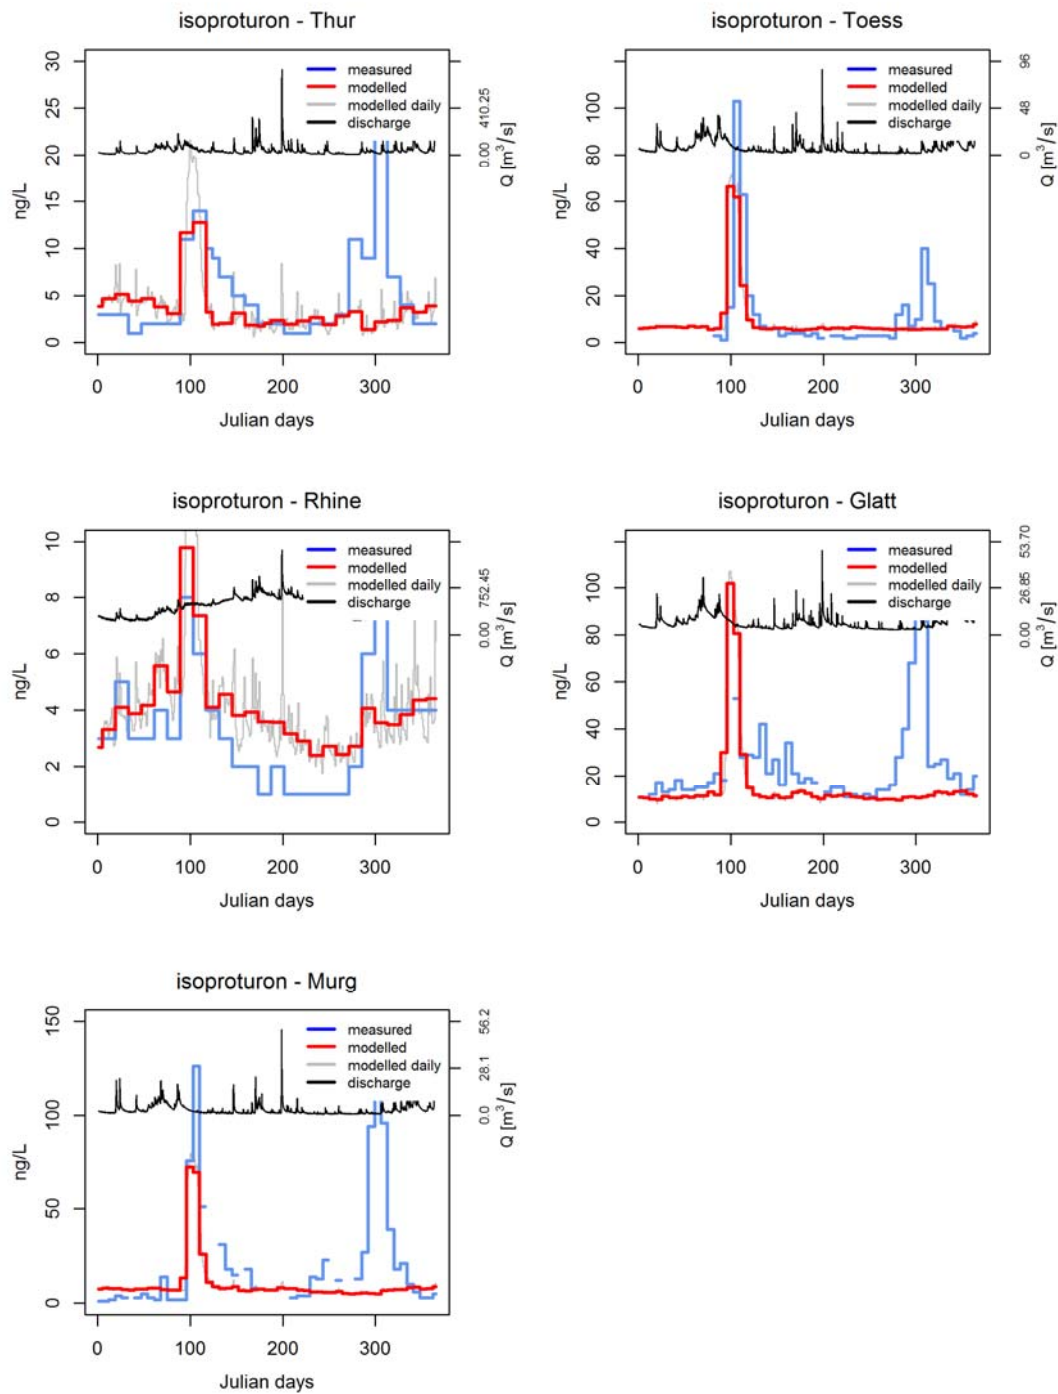 isoproturon - Thur
measured
modelled
modelled daily
discharge
30
25
20
15
10
5
0
ng/L
0 100 200 300
Julian days
0.00 410.25
Q [m³/s]
isoproturon - Toess
measured
modelled
modelled daily
discharge
100
80
60
40
20
0
ng/L
0 100 200 300
Julian days
0 48 96
Q [m³/s]
isoproturon - Rhine
measured
modelled
modelled daily
discharge
10
8
6
4
2
0
ng/L
0 100 200 300
Julian days
0.00 752.45
Q [m³/s]
isoproturon - Glatt
measured
modelled
modelled daily
discharge
100
80
60
40
20
0
ng/L
0 100 200 300
Julian days
0.00 26.85 53.70
Q [m³/s]
isoproturon - Murg
measured
modelled
modelled daily
discharge
150
100
50
0
ng/L
0 100 200 300
Julian days
0.0 28.1 56.2
Q [m³/s]